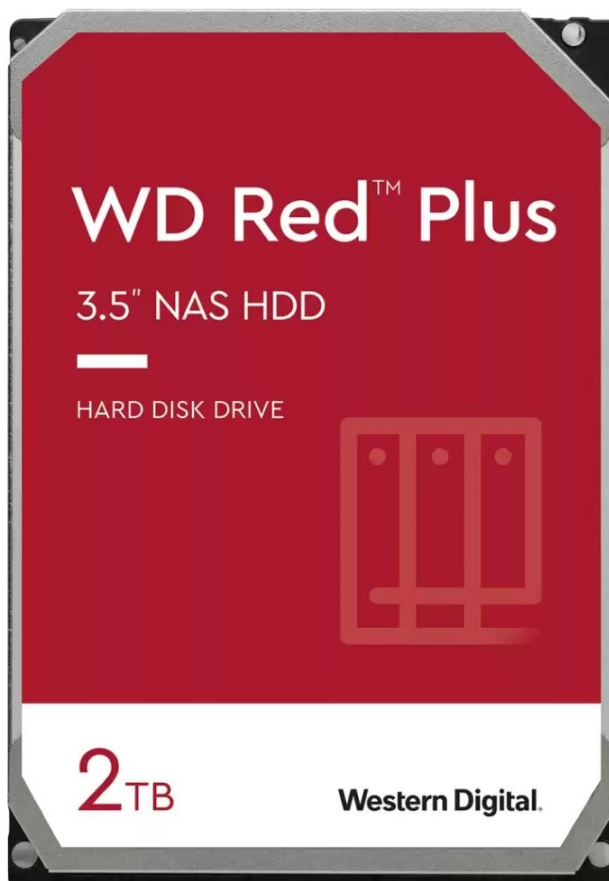 WD Red™ Plus
3.5" NAS HDD
HARD DISK DRIVE
2TB
Western Digital.